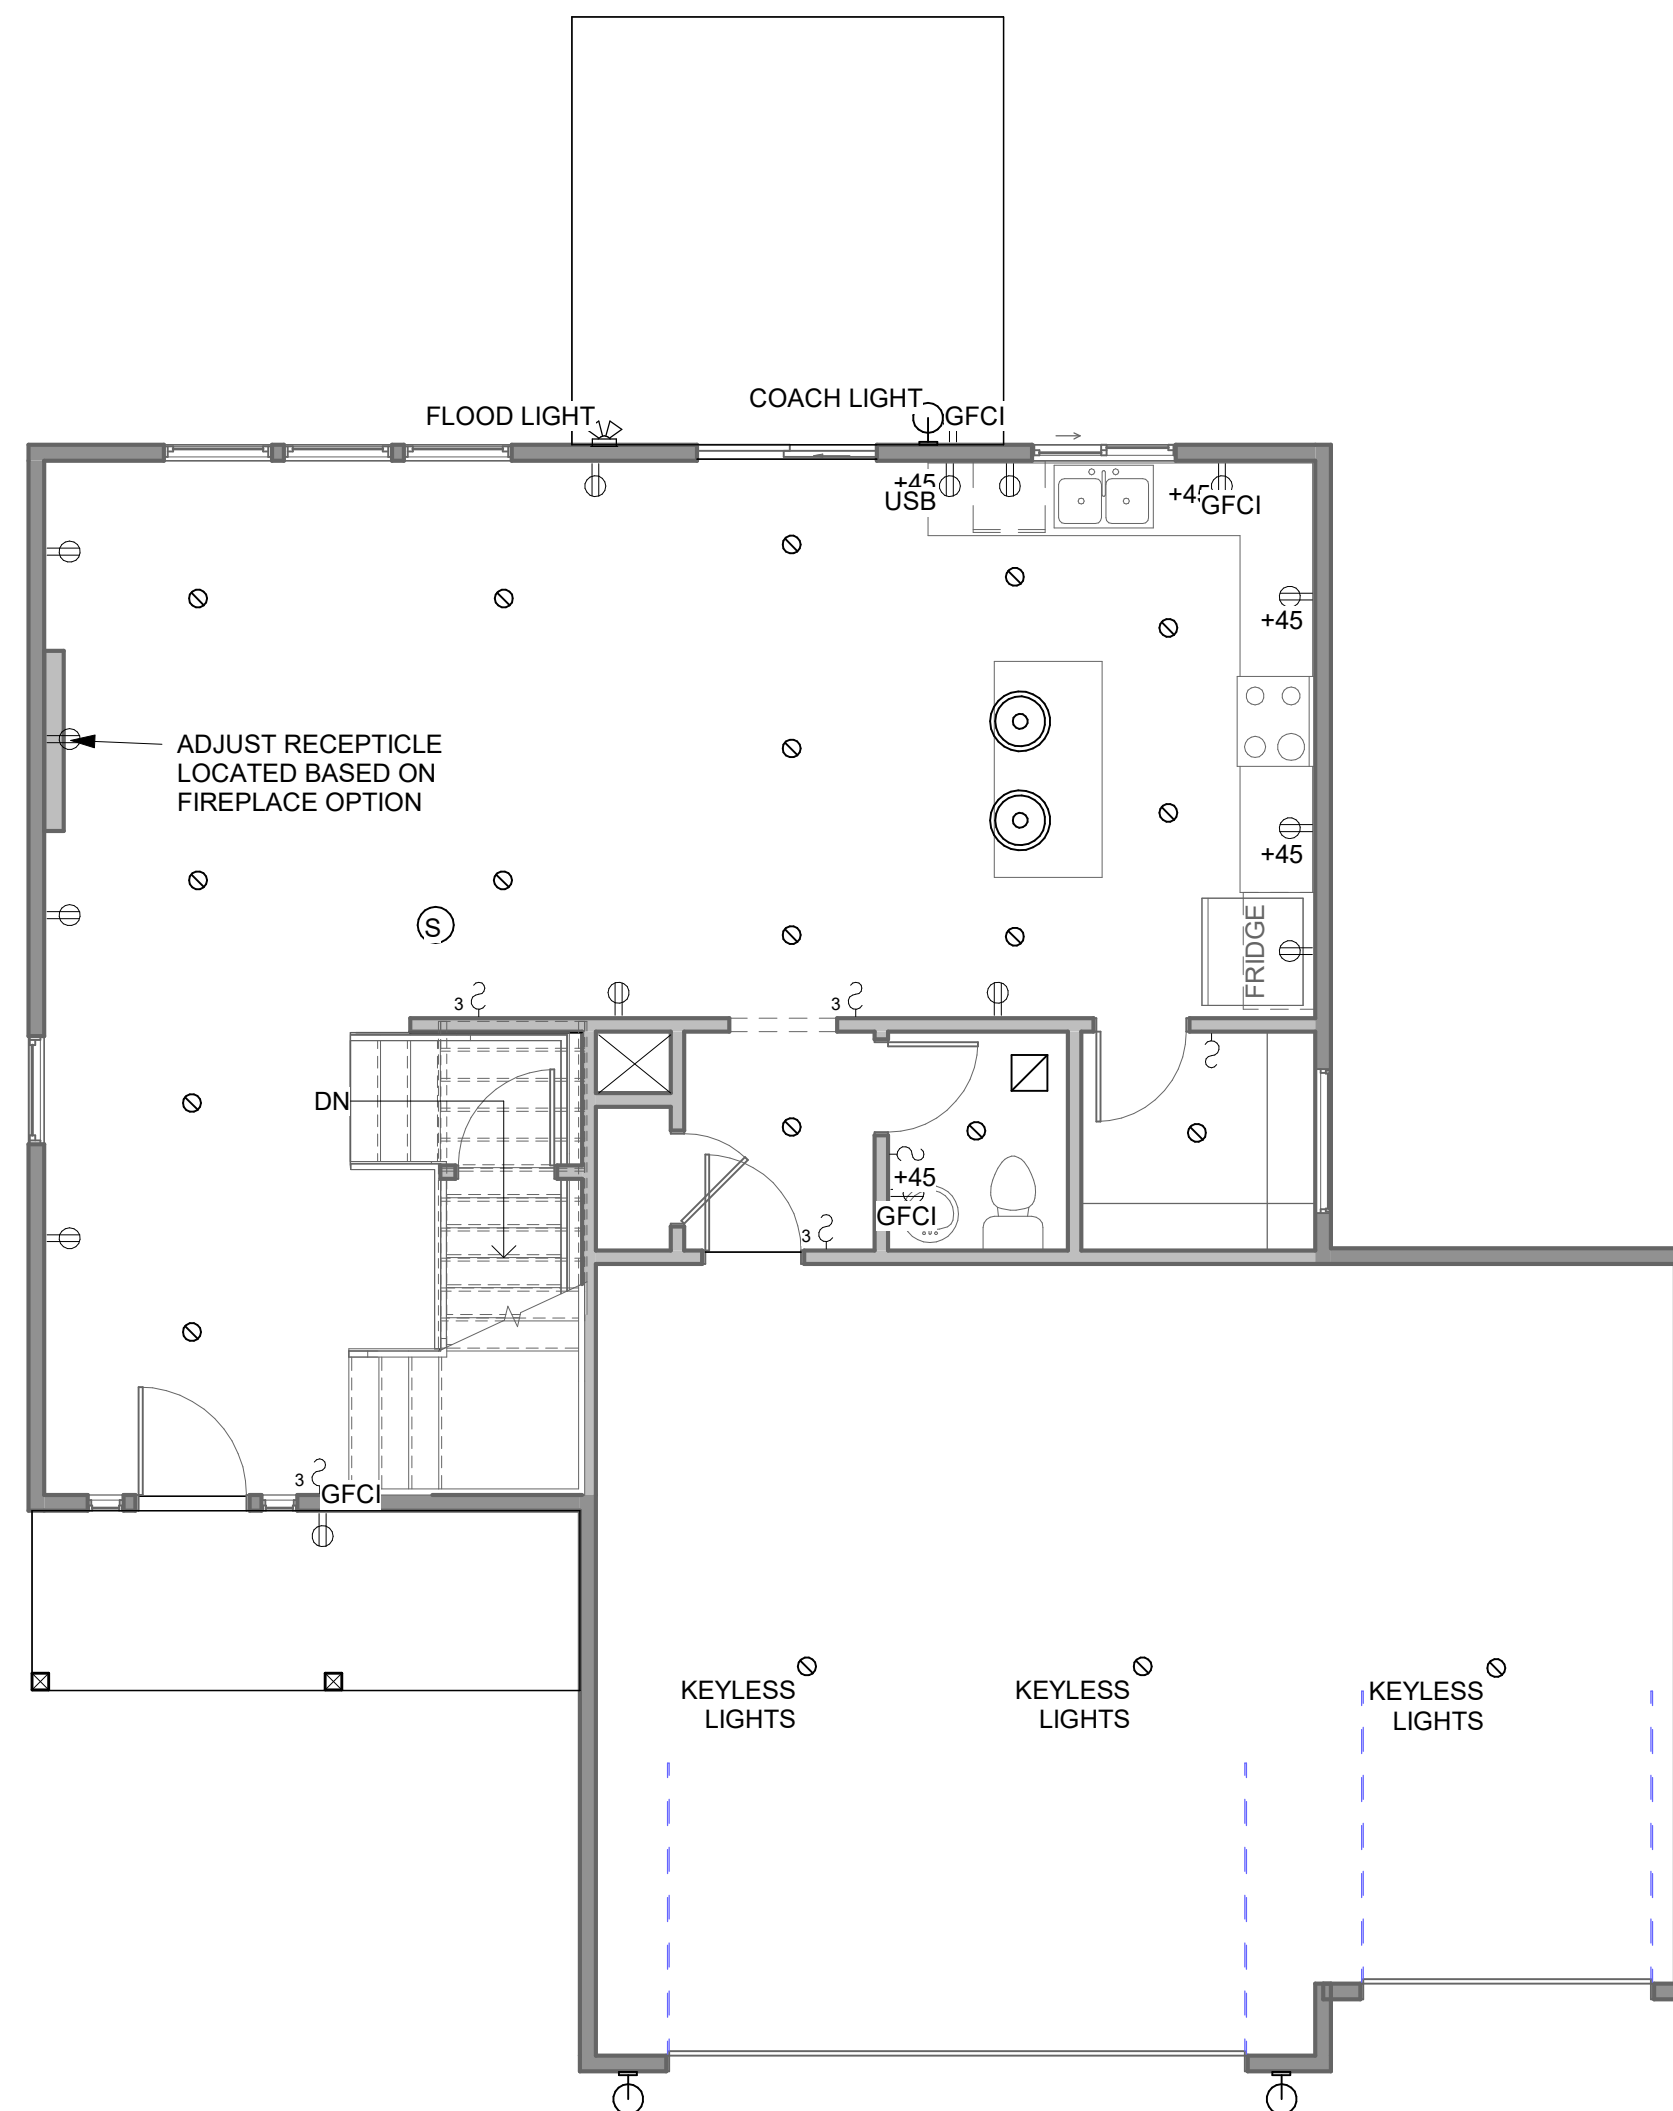 COACH LIGHT
FLOOD LIGHT
GFCI
+45
USB
+45
GFCI
+45
ADJUST RECEPTICLE
LOCATED BASED ON
FIREPLACE OPTION
+45
FRIDGE
S
3
3
DN
+45
GFCI
3
3
GFCI
KEYLESS
LIGHTS
KEYLESS
LIGHTS
KEYLESS
LIGHTS